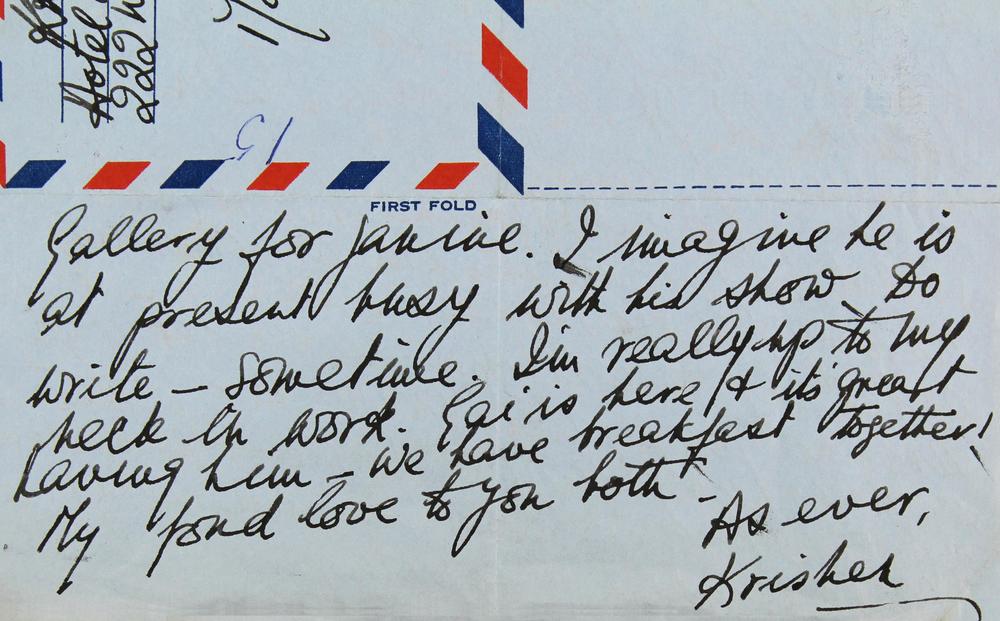 Hotel
222
15
FIRST FOLD
Gallery for Janine. I imagine he is
at present busy with his show. Do
write – sometime. I'm really up to my
neck in work. Gai is here & it's great
having him – we have breakfast together!
My fond love to you both –
As ever,
Krishen